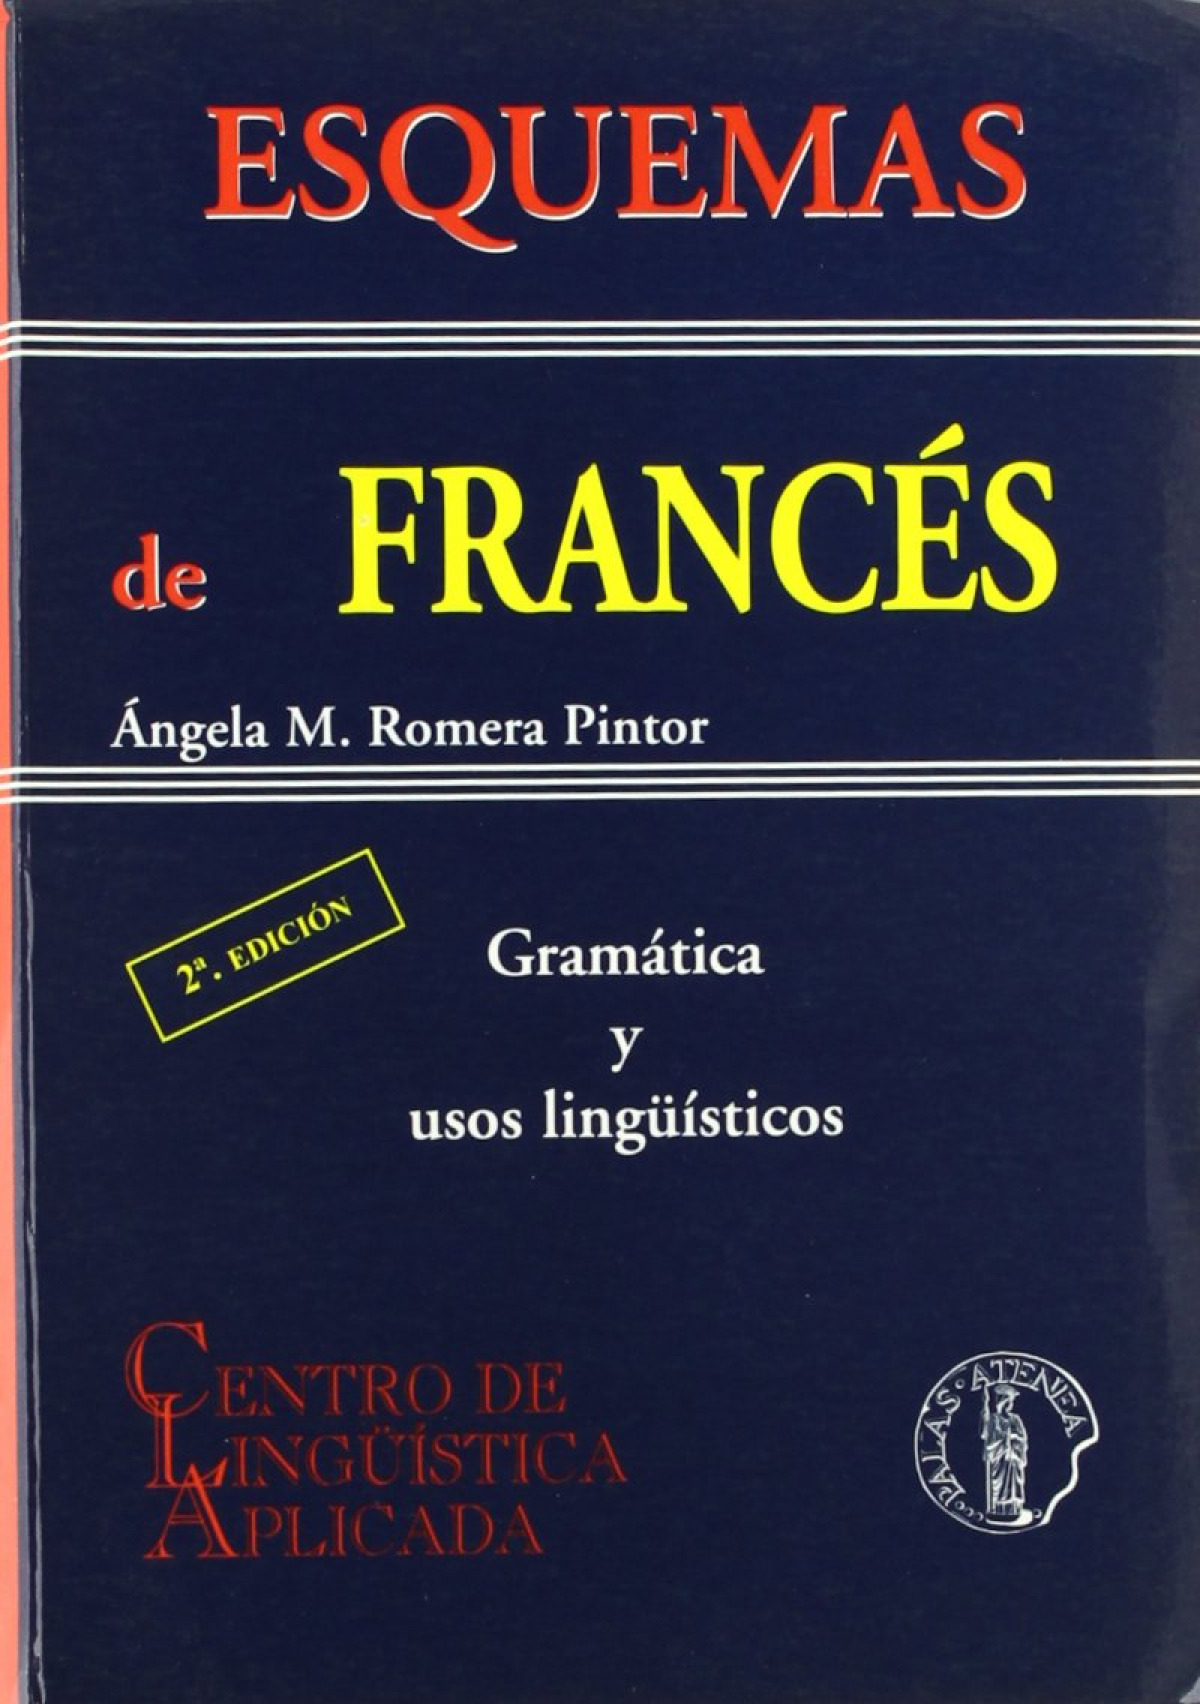 ESQUEMAS
de FRANCÉS
Ángela M. Romera Pintor
2ª. EDICIÓN
Gramática
y
usos lingüísticos
CENTRO DE
LINGÜÍSTICA
APLICADA
PALAS · ATENEA